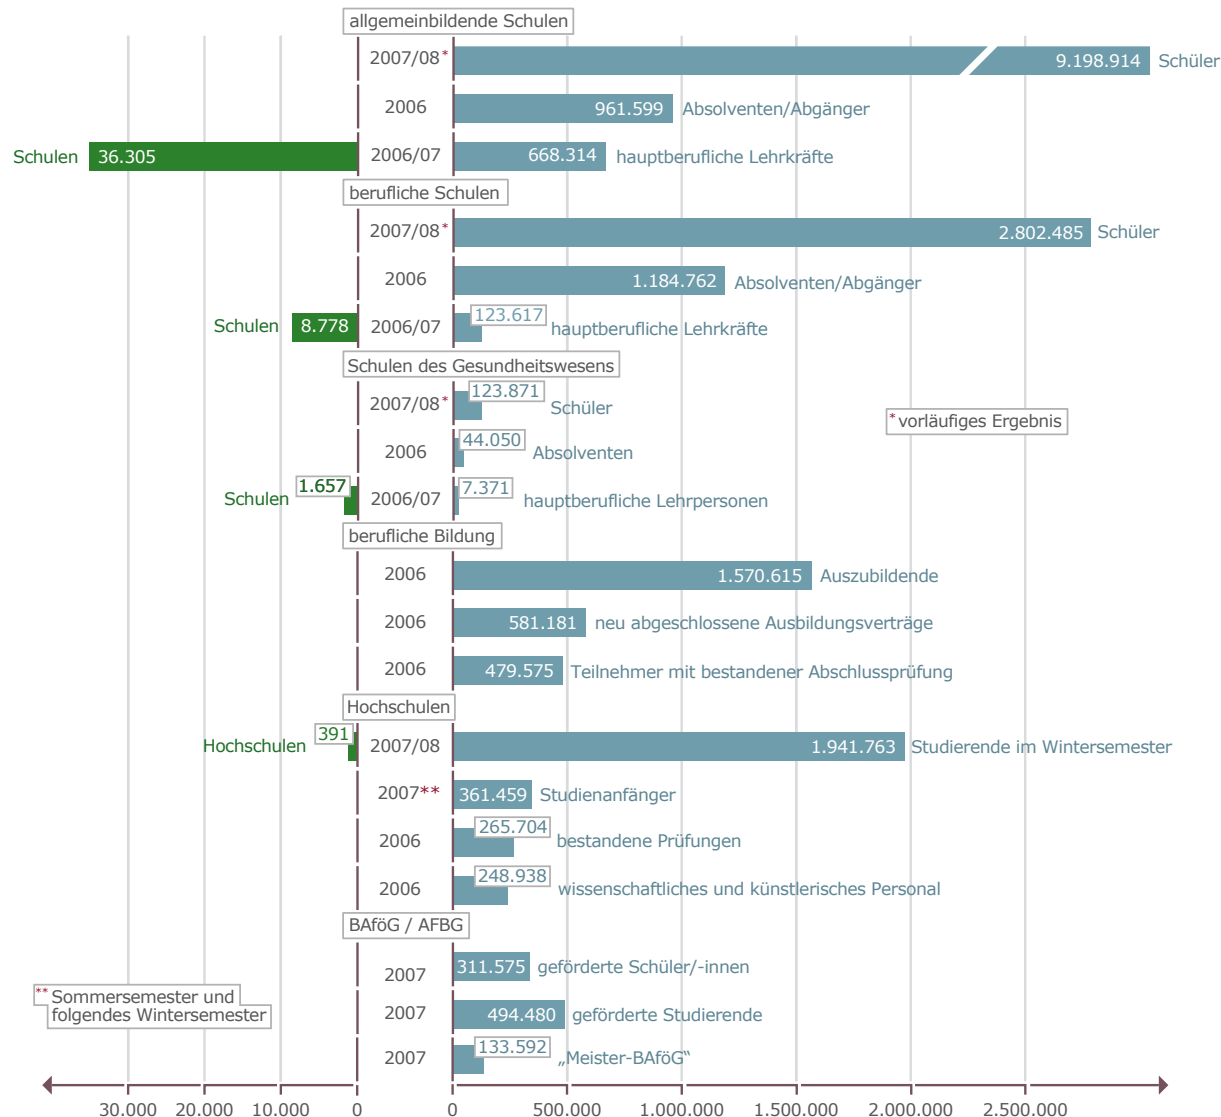 allgemeinbildende Schulen
2007/08* 9.198.914 Schüler
2006 961.599 Absolventen/Abgänger
Schulen 36.305 2006/07 668.314 hauptberufliche Lehrkräfte
berufliche Schulen
2007/08* 2.802.485 Schüler
2006 1.184.762 Absolventen/Abgänger
Schulen 8.778 2006/07 123.617 hauptberufliche Lehrkräfte
Schulen des Gesundheitswesens
2007/08* 123.871 Schüler
*vorläufiges Ergebnis
2006 44.050 Absolventen
Schulen 1.657 2006/07 7.371 hauptberufliche Lehrpersonen
berufliche Bildung
2006 1.570.615 Auszubildende
2006 581.181 neu abgeschlossene Ausbildungsverträge
2006 479.575 Teilnehmer mit bestandener Abschlussprüfung
Hochschulen
Hochschulen 391 2007/08 1.941.763 Studierende im Wintersemester
2007** 361.459 Studienanfänger
2006 265.704 bestandene Prüfungen
2006 248.938 wissenschaftliches und künstlerisches Personal
BAföG / AFBG
2007 311.575 geförderte Schüler/-innen
**Sommersemester und
folgendes Wintersemester
2007 494.480 geförderte Studierende
2007 133.592 „Meister-BAföG“
30.000 20.000 10.000 0 0 500.000 1.000.000 1.500.000 2.000.000 2.500.000